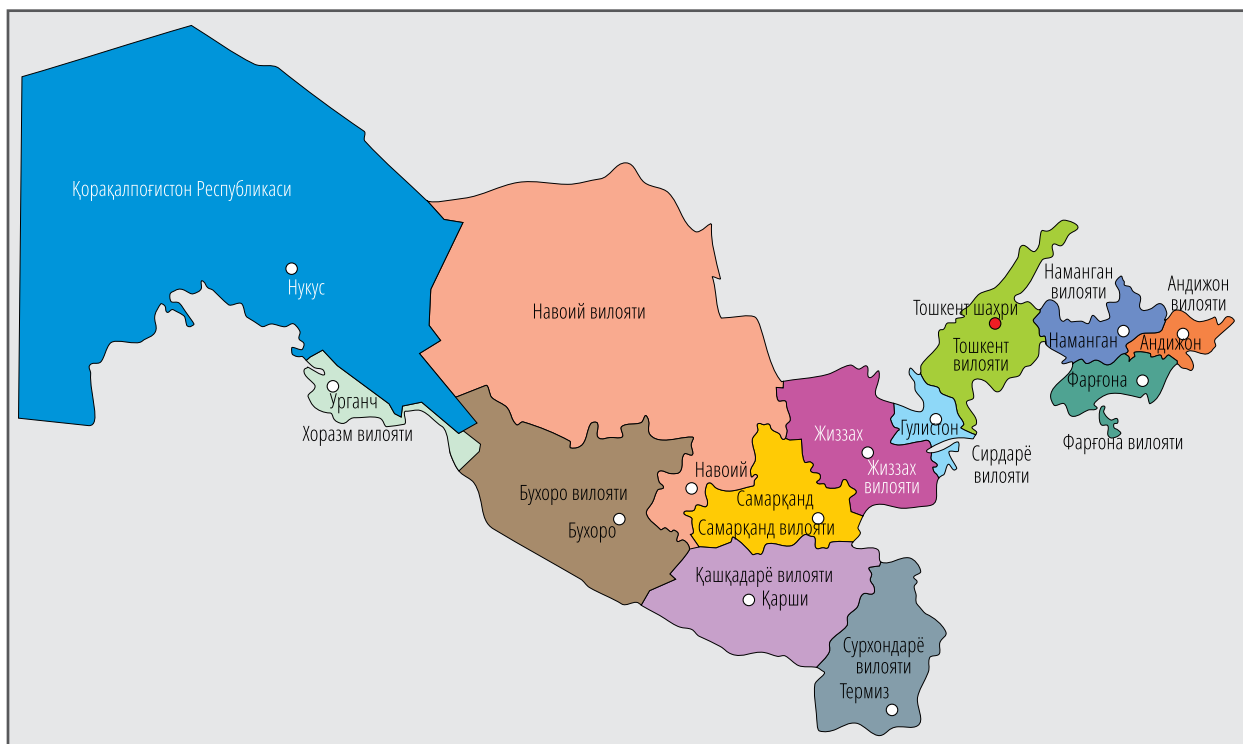 Қорақалпоғистон Республикаси
Нукус
Урганч
Хоразм вилояти
Навоий вилояти
Навоий
Бухоро вилояти
Бухоро
Самарқанд
Самарқанд вилояти
Қашқадарё вилояти
Қарши
Сурхондарё
вилояти
Термиз
Жиззах
Жиззах
вилояти
Гулистон
Сирдарё
вилояти
Тошкент шаҳри
Тошкент
вилояти
Наманган
вилояти
Наманган
Андижон
вилояти
Андижон
Фарғона
Фарғона вилояти